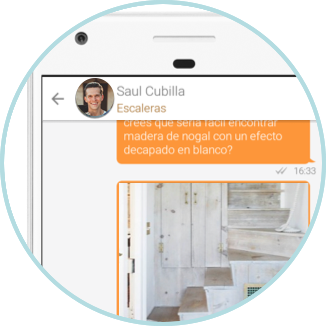 Saul Cubilla
Escaleras
crees que sería fácil encontrar
madera de nogal con un efecto
decapado en blanco?
16:33